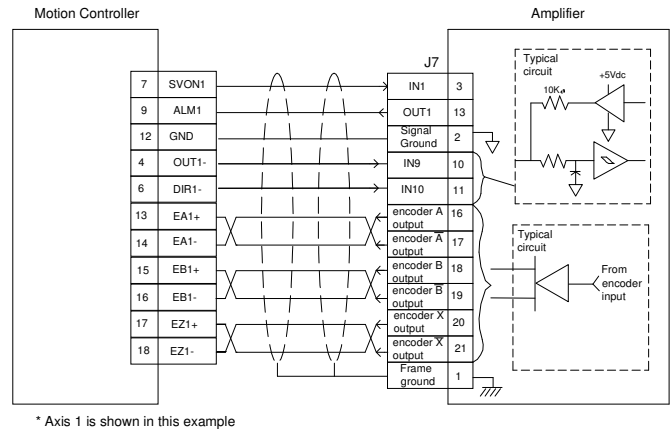 Motion Controller
Amplifier
J7
7 SVON1
IN1 3
9 ALM1
OUT1 13
12 GND
Signal
Ground 2
4 OUT1-
IN9 10
6 DIR1-
IN10 11
13 EA1+
encoder A
output 16
14 EA1-
encoder A̅
output 17
15 EB1+
encoder B
output 18
16 EB1-
encoder B̅
output 19
17 EZ1+
encoder X
output 20
18 EZ1-
encoder X̅
output 21
Frame
ground 1
Typical
circuit
+5Vdc
Typical
circuit
From
encoder
input
* Axis 1 is shown in this example